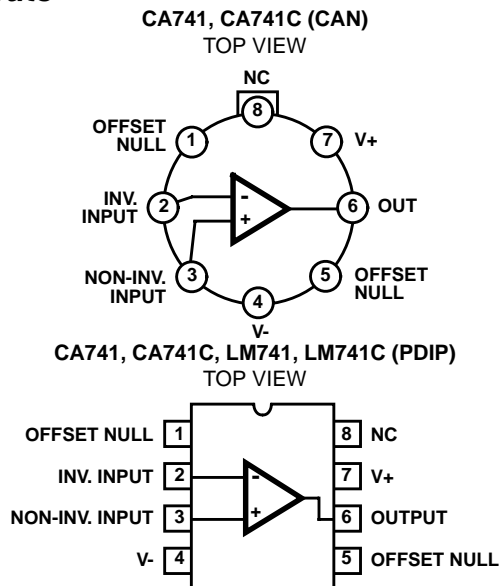 CA741, CA741C (CAN)
TOP VIEW
NC
8
OFFSET
NULL
1
7
V+
INV.
INPUT
2
-
+
6
OUT
NON-INV.
INPUT
3
5
OFFSET
NULL
4
V-
CA741, CA741C, LM741, LM741C (PDIP)
TOP VIEW
OFFSET NULL 1
8 NC
INV. INPUT 2
-
7 V+
NON-INV. INPUT 3
+
6 OUTPUT
V- 4
5 OFFSET NULL